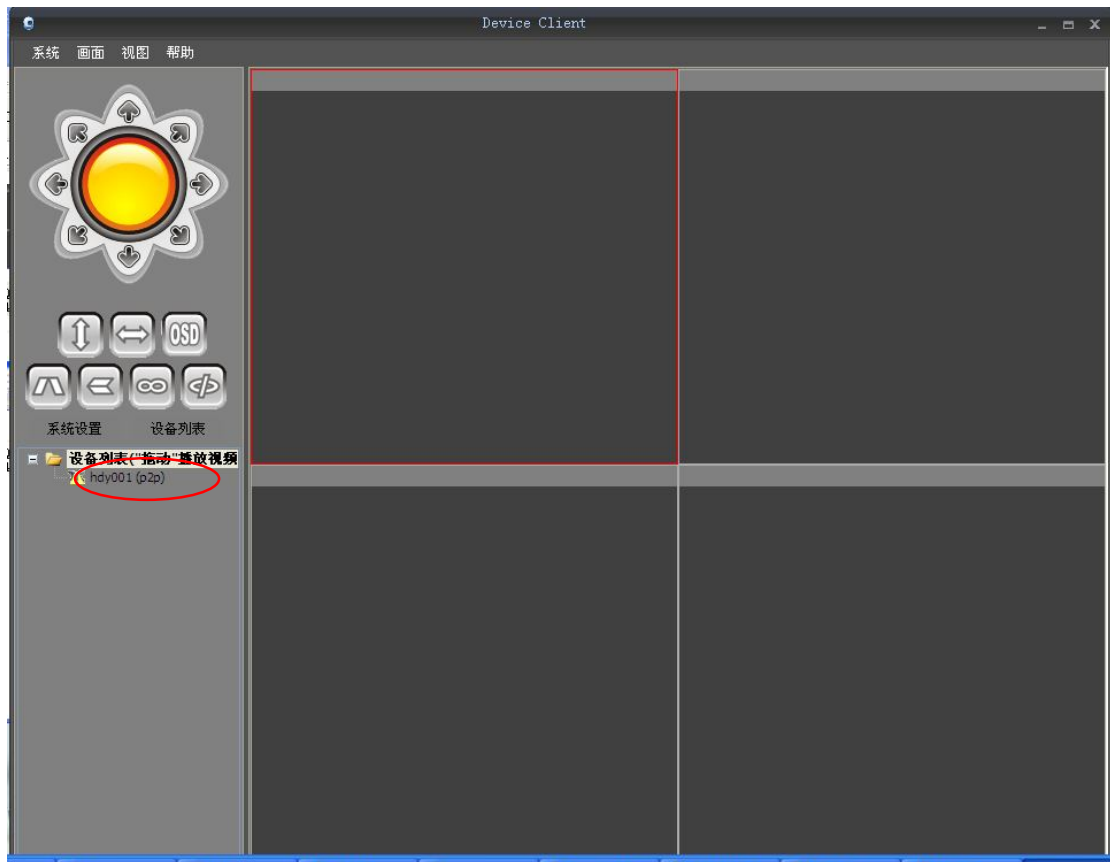 Device Client
系统 画面 视图 帮助
OSD
系统设置 设备列表
设备列表("拖动"播放视频
hdy001 (p2p)